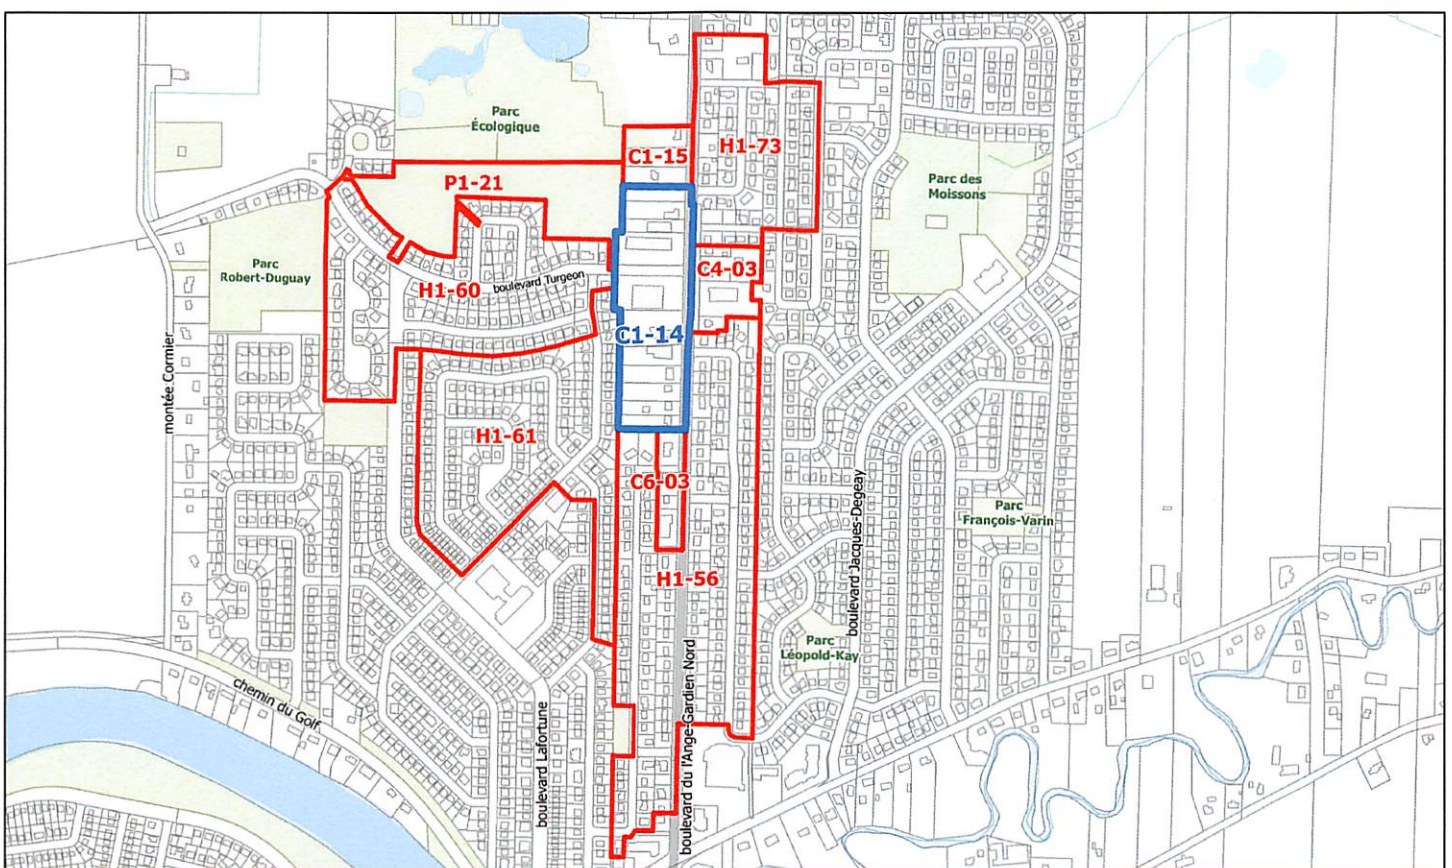 Parc
Écologique
C1-15
H1-73
P1-21
Parc des
Moissons
Parc
Robert-Duguay
C4-03
boulevard Turgeon
H1-60
C1-14
montée Cormier
H1-61
C6-03
boulevard Jacques-Degeay
Parc
François-Varin
H1-56
Parc
Léopold-Kay
chemin du Golf
boulevard Lafortune
boulevard du l'Ange-Gardien Nord